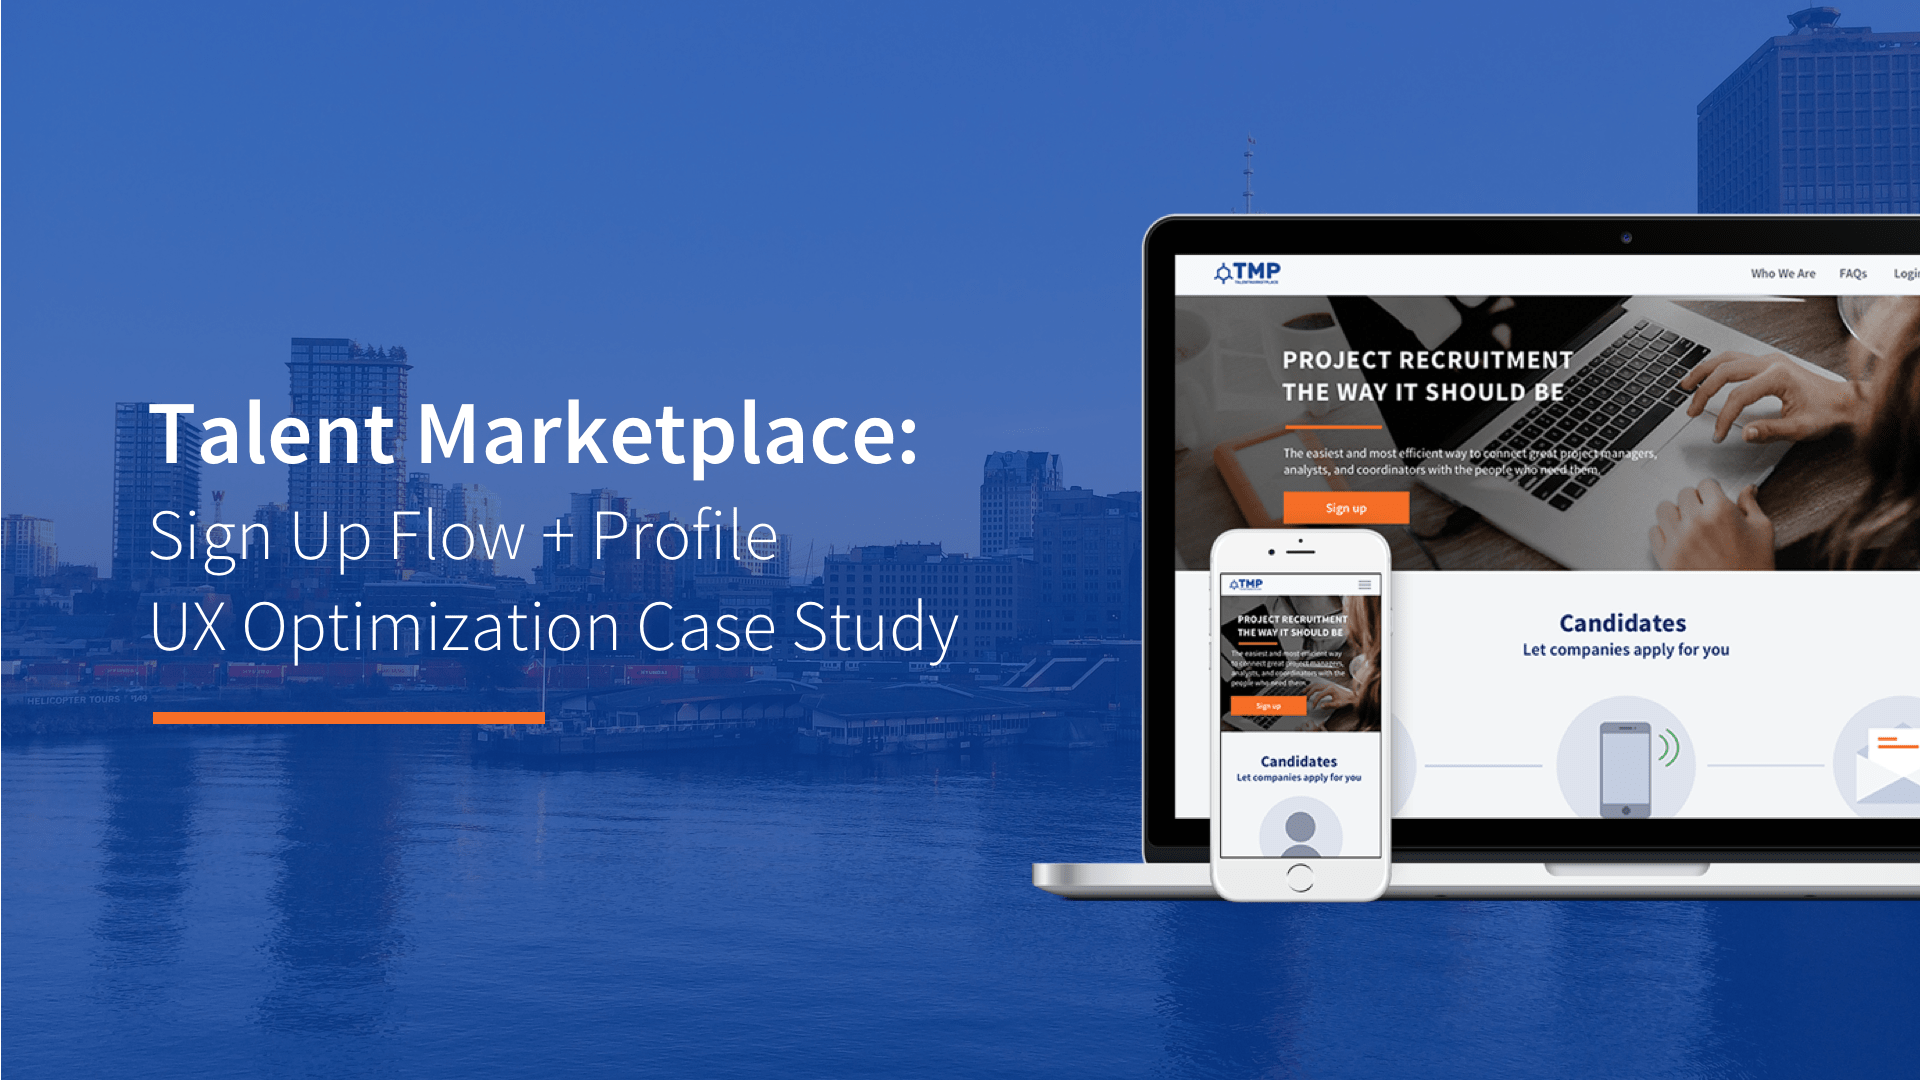 Talent Marketplace:
Sign Up Flow + Profile
UX Optimization Case Study
HELICOPTER TOURS
TMP
TALENTMARKETPLACE
Who We Are
FAQs
PROJECT RECRUITMENT
THE WAY IT SHOULD BE
The easiest and most efficient way to connect great project managers,
analysts, and coordinators with the people who need them.
Sign up
Candidates
Let companies apply for you
TMP
PROJECT RECRUITMENT
THE WAY IT SHOULD BE
The easiest and most efficient way
to connect great project managers,
analysts, and coordinators with the
people who need them.
Sign up
Candidates
Let companies apply for you